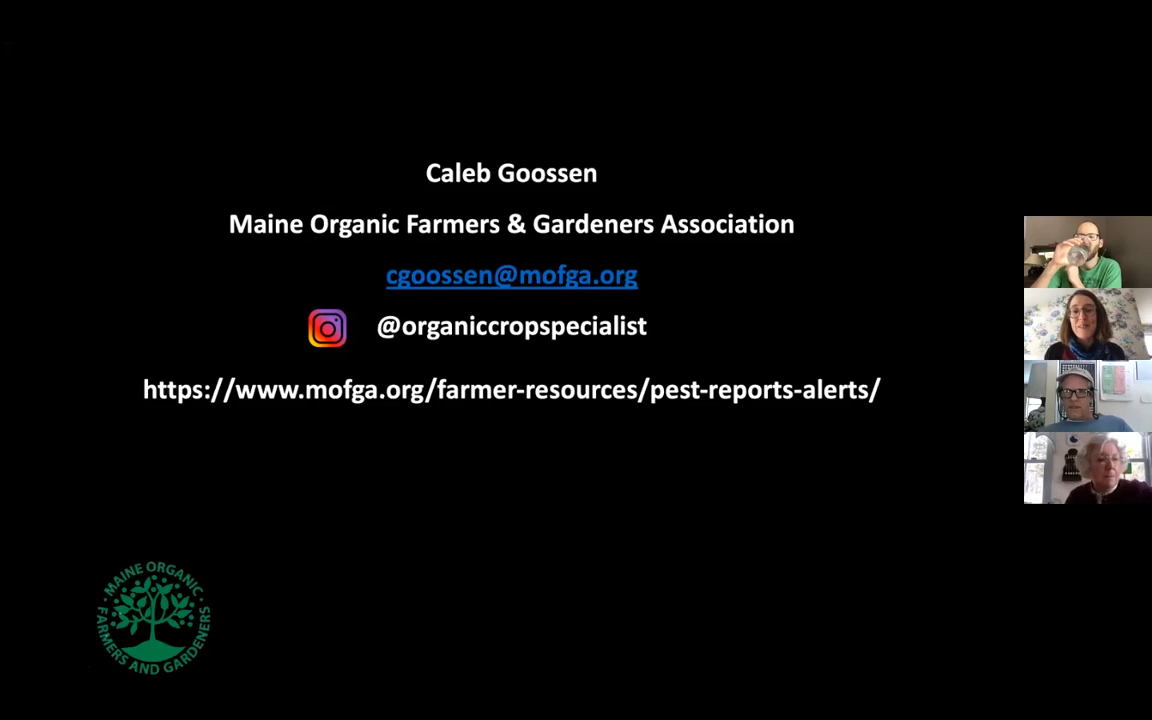 Caleb Goossen
Maine Organic Farmers & Gardeners Association
cgoossen@mofga.org
@organiccropspecialist
https://www.mofga.org/farmer-resources/pest-reports-alerts/
MAINE ORGANIC
FARMERS AND GARDENERS